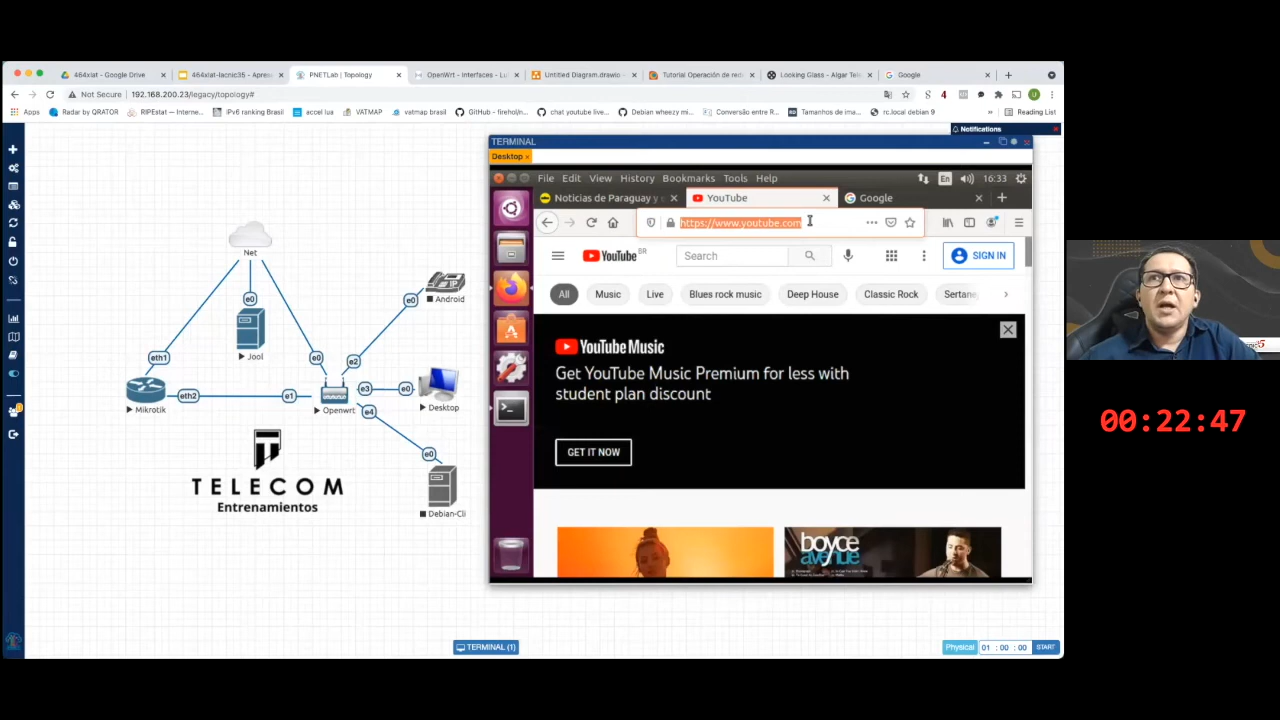 464xlat - Google Drive
464xlat-lacnic35 - Apres
PNETLab | Topology
OpenWrt - Interfaces - Lu
Untitled Diagram.drawio -
Tutorial Operación de red
Looking Glass - Algar Tel
Google
Not Secure | 192.168.200.23/legacy/topology#
Apps
Radar by QRATOR
RIPEstat — Interne...
IPv6 ranking Brasil
accel lua
VATMAP
vatmap brasil
GitHub - firehol/n...
chat youtube live...
Debian wheezy mi...
Conversión entre R...
Tamanhos de ima...
rc.local debian 9
»
Reading List
Notifications
TERMINAL
Desktop
File Edit View History Bookmarks Tools Help
En
16:33
Noticias de Paraguay y e
YouTube
Google
https://www.youtube.com
YouTube BR
Search
SIGN IN
All
Music
Live
Blues rock music
Deep House
Classic Rock
Sertane
YouTube Music
Get YouTube Music Premium for less with
student plan discount
GET IT NOW
boyce
avenue
Net
e0
Jool
eth1
Mikrotik
eth2
e1
e0
Openwrt
e2
e0
IP
Android
e3
e0
Desktop
e4
e0
Debian-Cli
TELECOM
Entrenamientos
TERMINAL (1)
Physical
01 : 00 : 00
START
00:22:47